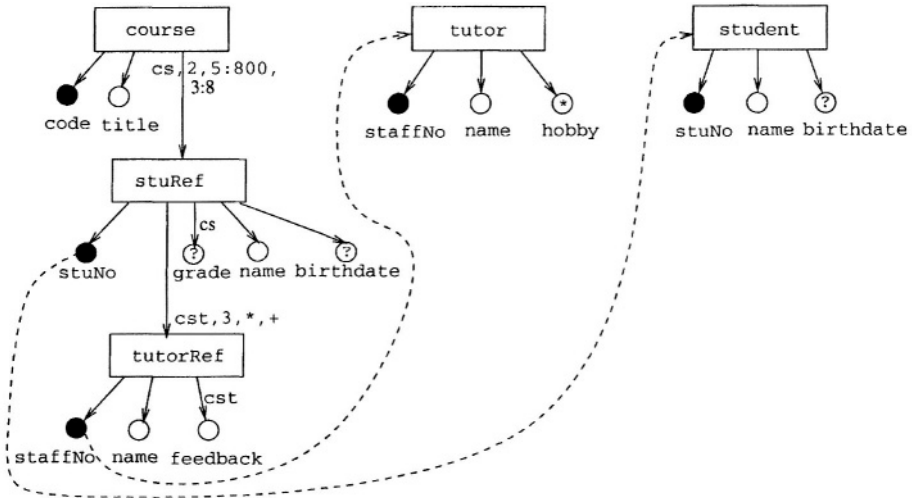 course
tutor
student
cs,2,5:800,
3:8
code title
staffNo name hobby
*
stuNo name birthdate
?
stuRef
cs
? ?
stuNo grade name birthdate
cst,3,*,+
tutorRef
cst
staffNo name feedback